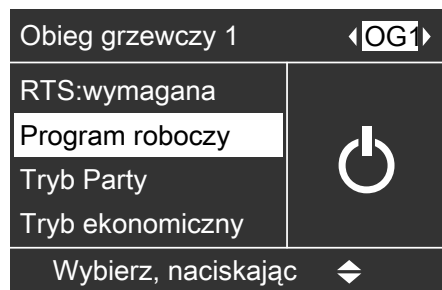 Obieg grzewczy 1 OG1
RTS:wymagana
Program roboczy
Tryb Party
Tryb ekonomiczny
Wybierz, naciskając